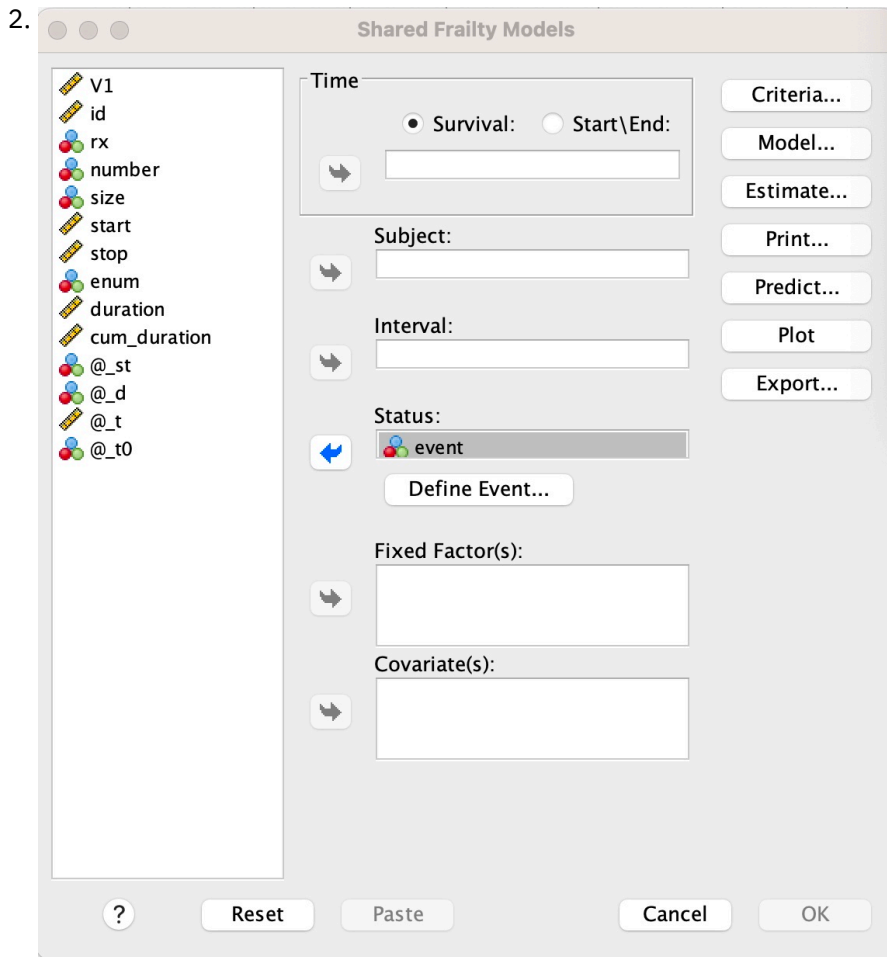 2.
Shared Frailty Models
V1
id
rx
number
size
start
stop
enum
duration
cum_duration
@_st
@_d
@_t
@_t0
Time
Survival: Start\End:
Subject:
Interval:
Status:
event
Define Event...
Fixed Factor(s):
Covariate(s):
Criteria...
Model...
Estimate...
Print...
Predict...
Plot
Export...
? Reset Paste Cancel OK